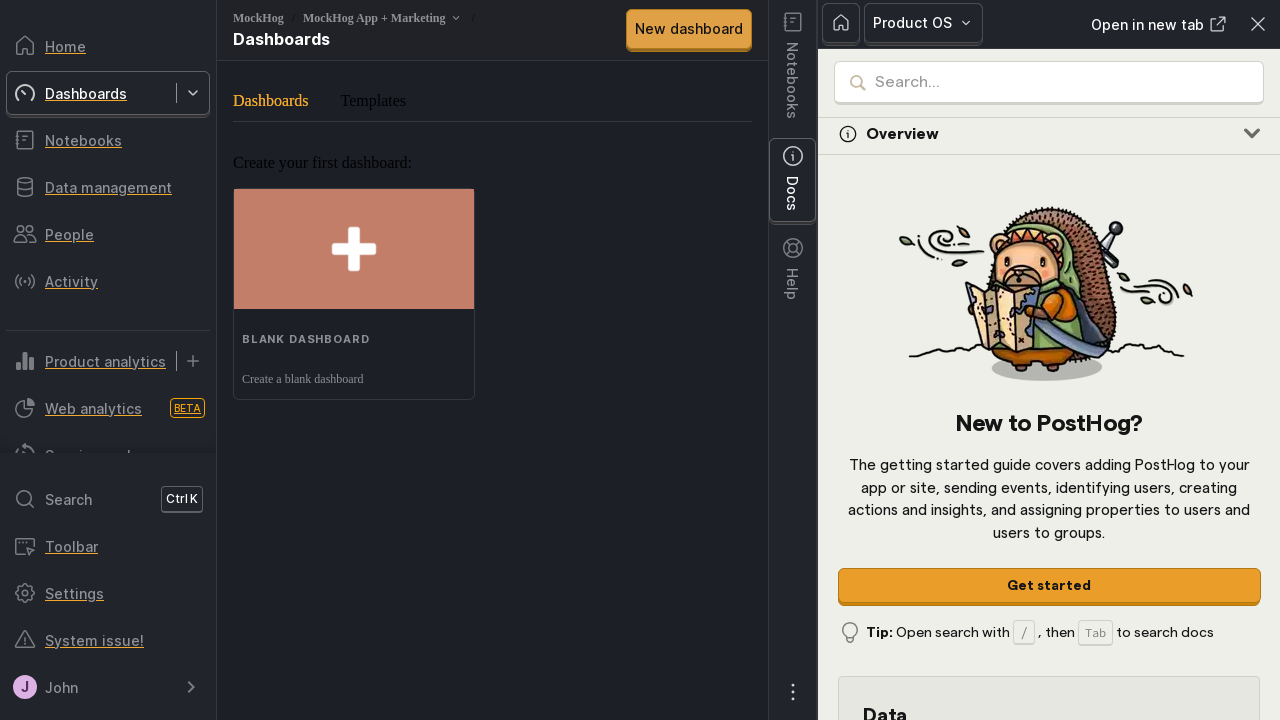 Home
Dashboards
Notebooks
Data management
People
Activity
Product analytics
Web analytics
BETA
Search
Ctrl K
Toolbar
Settings
System issue!
J
John
MockHog / MockHog App + Marketing /
Dashboards
New dashboard
Dashboards
Templates
Create your first dashboard:
BLANK DASHBOARD
Create a blank dashboard
Notebooks
Docs
Help
Product OS
Open in new tab
Search...
Overview
New to PostHog?
The getting started guide covers adding PostHog to your
app or site, sending events, identifying users, creating
actions and insights, and assigning properties to users and
users to groups.
Get started
Tip: Open search with / , then Tab to search docs
Data